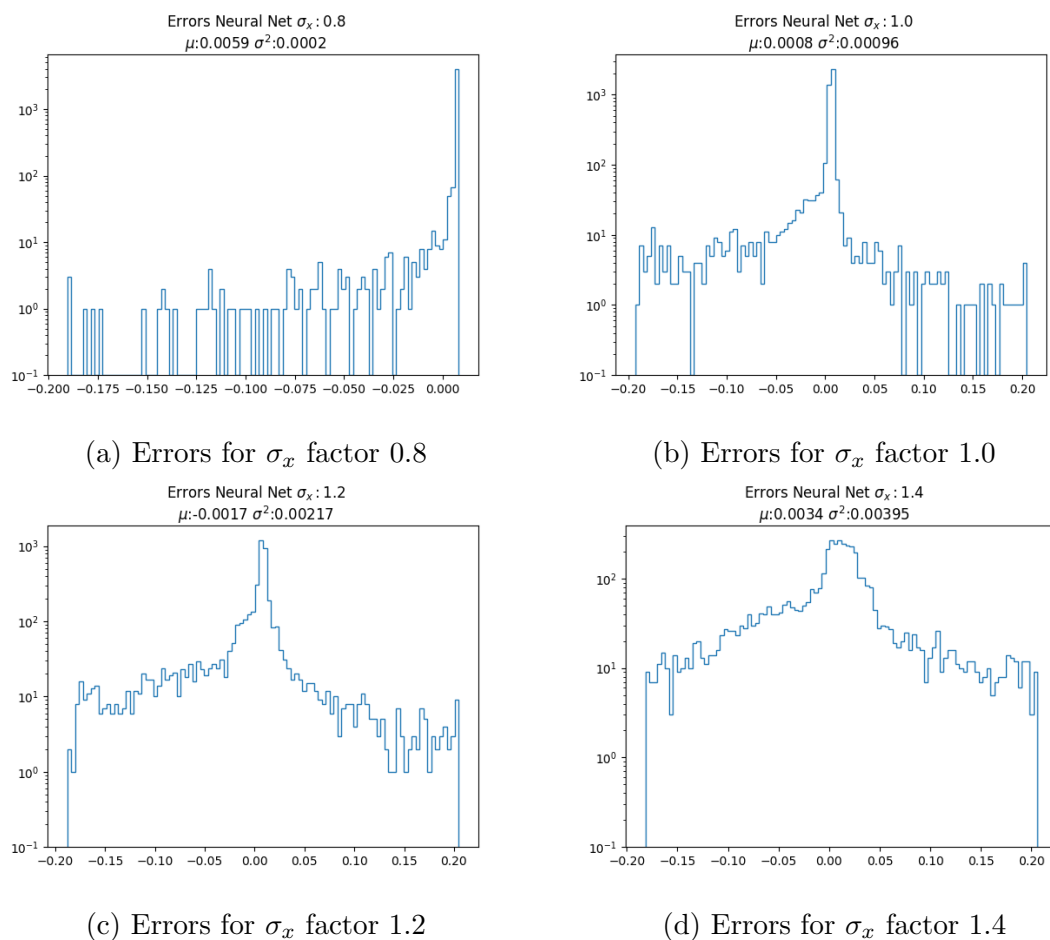 Errors Neural Net σₓ: 0.8
μ:0.0059 σ²:0.0002
10³
10²
10¹
10⁰
10⁻¹
−0.200 −0.175 −0.150 −0.125 −0.100 −0.075 −0.050 −0.025 0.000
(a) Errors for σₓ factor 0.8
Errors Neural Net σₓ: 1.0
μ:0.0008 σ²:0.00096
10³
10²
10¹
10⁰
10⁻¹
−0.20 −0.15 −0.10 −0.05 0.00 0.05 0.10 0.15 0.20
(b) Errors for σₓ factor 1.0
Errors Neural Net σₓ: 1.2
μ:-0.0017 σ²:0.00217
10³
10²
10¹
10⁰
10⁻¹
−0.20 −0.15 −0.10 −0.05 0.00 0.05 0.10 0.15 0.20
(c) Errors for σₓ factor 1.2
Errors Neural Net σₓ: 1.4
μ:0.0034 σ²:0.00395
10²
10¹
10⁰
10⁻¹
−0.20 −0.15 −0.10 −0.05 0.00 0.05 0.10 0.15 0.20
(d) Errors for σₓ factor 1.4